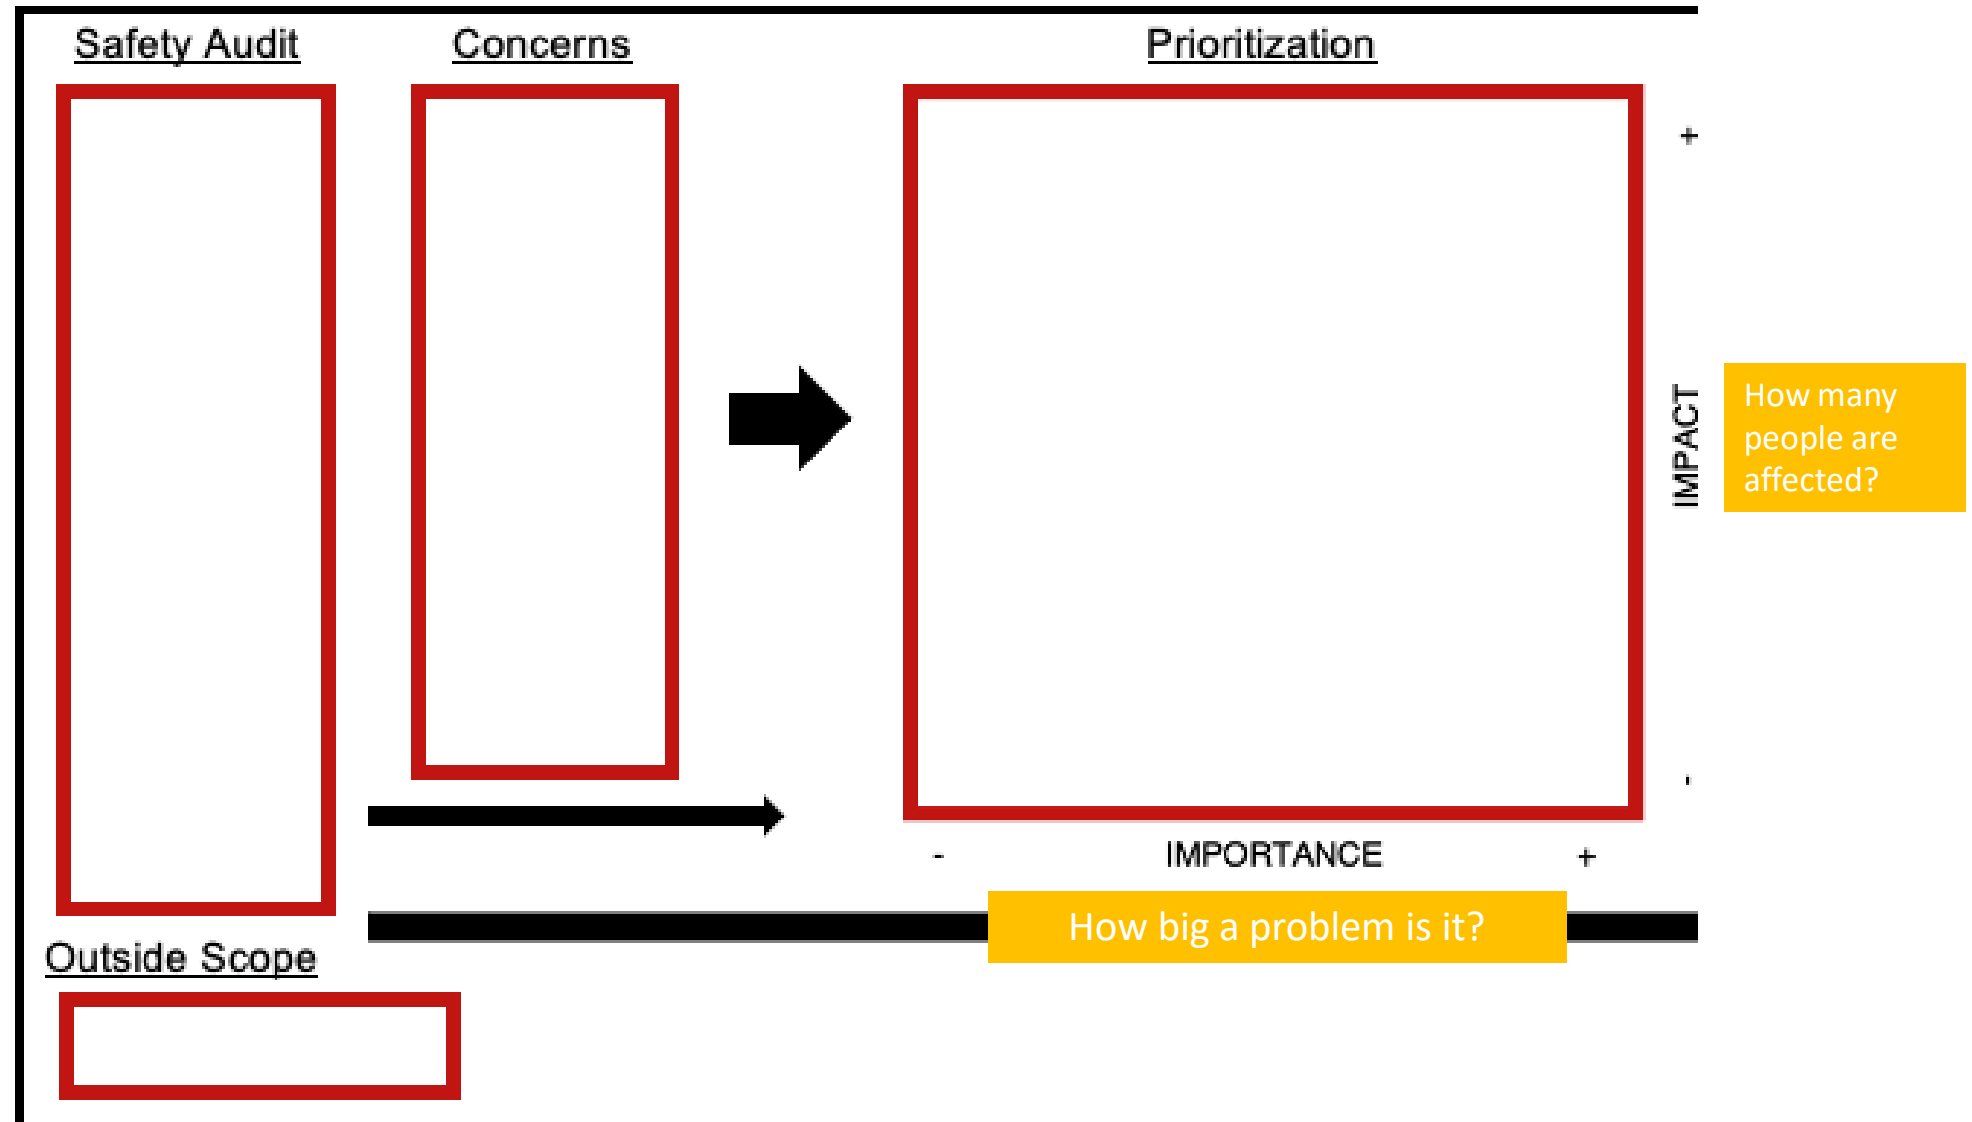 Safety Audit
Concerns
Prioritization
+
IMPACT
How many
people are
affected?
-
- IMPORTANCE +
How big a problem is it?
Outside Scope